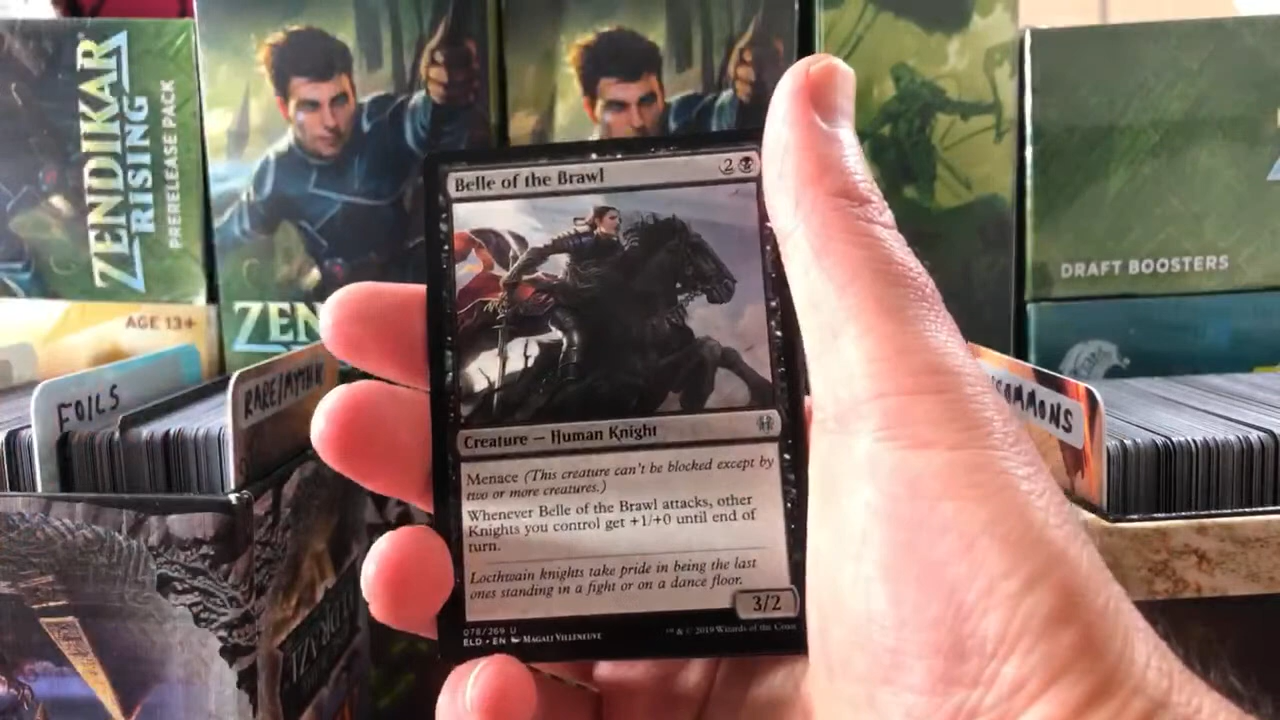 ZENDIKAR
RISING
PRERELEASE PACK
AGE 13+
ZEN
FOILS
RARE/MYTHIC
DRAFT BOOSTERS
Belle of the Brawl
2
Creature — Human Knight
Menace (This creature can't be blocked except by
two or more creatures.)
Whenever Belle of the Brawl attacks, other
Knights you control get +1/+0 until end of
turn.
Locthwain knights take pride in being the last
ones standing in a fight or on a dance floor.
3/2
078/269 U
ELD • EN MAGALI VILLENEUVE
™ & © 2019 Wizards of the Coast